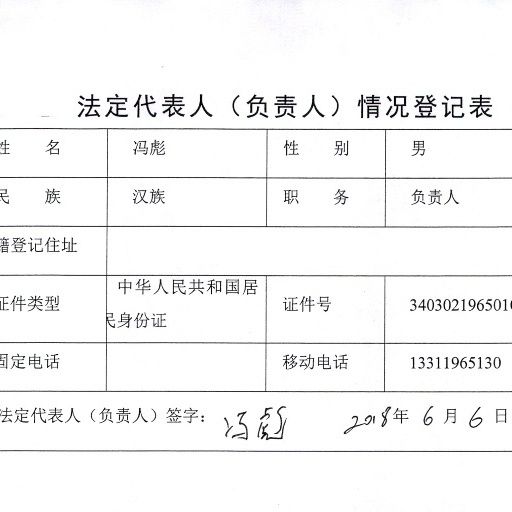 法定代表人（负责人）情况登记表
姓 名 冯彪 性 别 男
民 族 汉族 职 务 负责人
籍登记住址
证件类型 中华人民共和国居民身份证 证件号 3403021965010
固定电话 移动电话 13311965130
法定代表人（负责人）签字： 冯彪 2018年 6 月 6 日